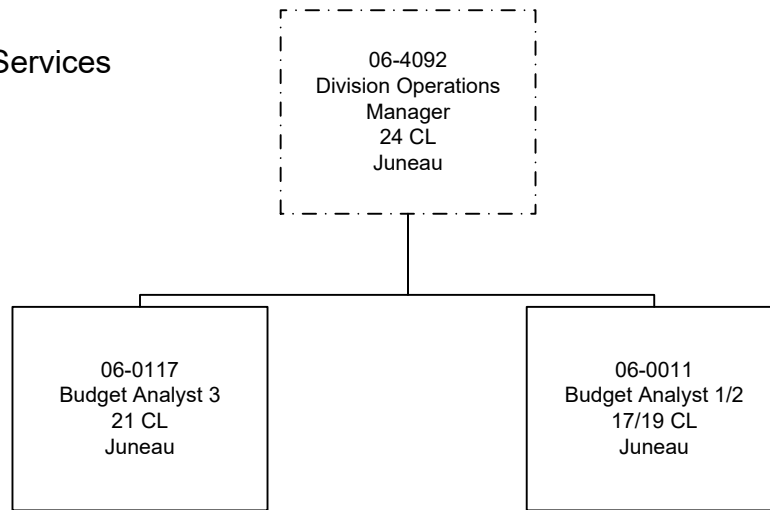 Services
06-4092
Division Operations
Manager
24 CL
Juneau
06-0117
Budget Analyst 3
21 CL
Juneau
06-0011
Budget Analyst 1/2
17/19 CL
Juneau